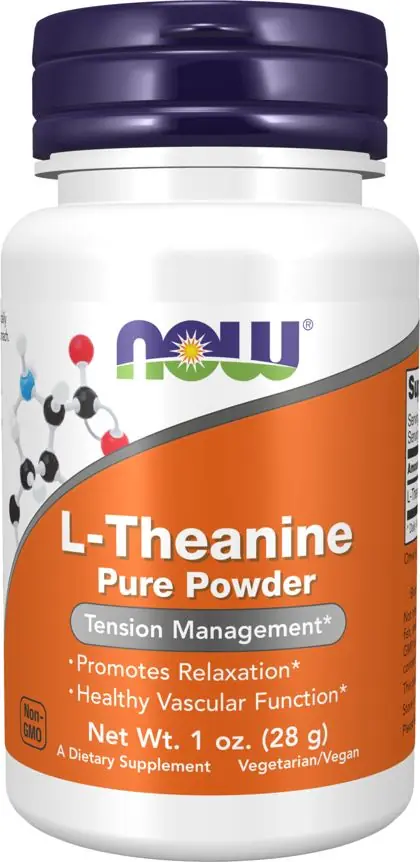 NOW®
L-Theanine
Pure Powder
Tension Management*
•Promotes Relaxation*
•Healthy Vascular Function*
Non-
GMO
Net Wt. 1 oz. (28 g)
A Dietary Supplement Vegetarian/Vegan